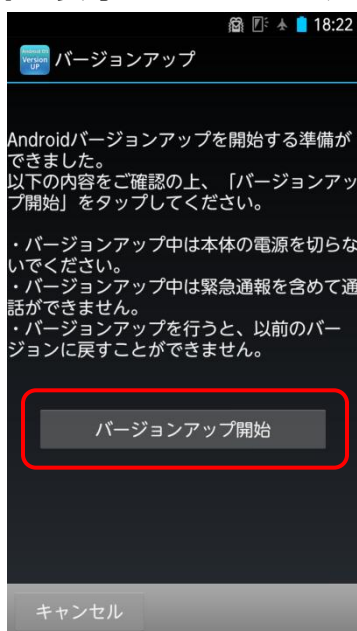 18:22
Android OS
Version
UP
バージョンアップ
Androidバージョンアップを開始する準備が
できました。
以下の内容をご確認の上、「バージョンアッ
プ開始」をタップしてください。
・バージョンアップ中は本体の電源を切らな
いでください。
・バージョンアップ中は緊急通報を含めて通
話ができません。
・バージョンアップを行うと、以前のバー
ジョンに戻すことができません。
バージョンアップ開始
キャンセル